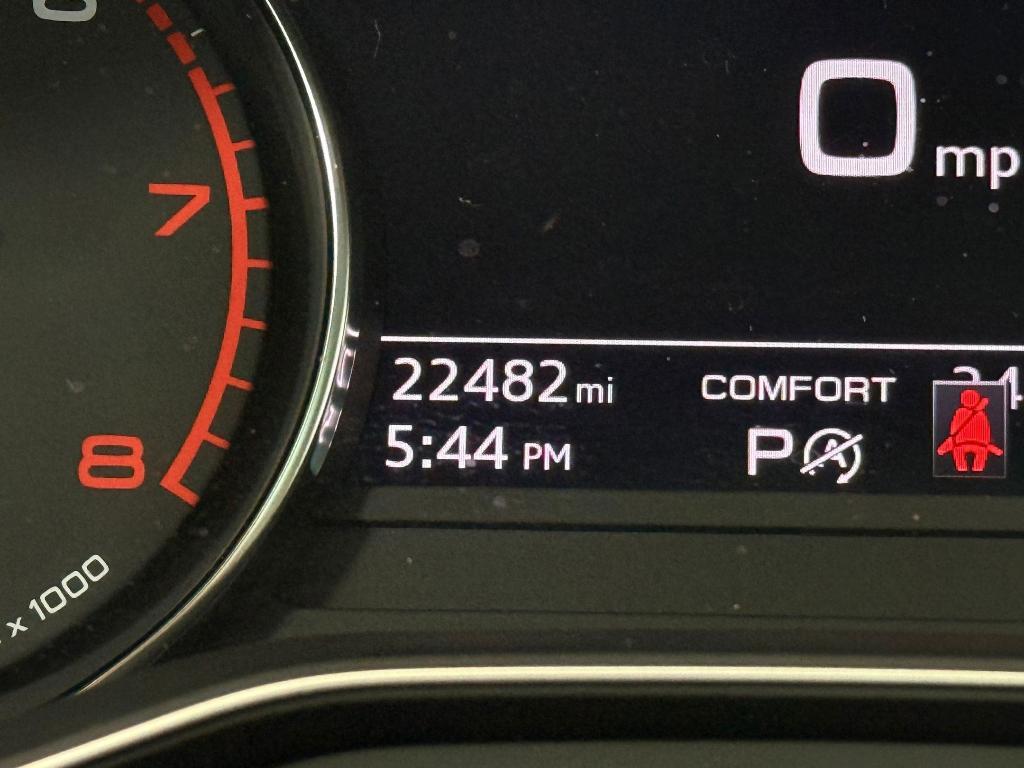 7
8
x 1000
0 mp
22482 mi
COMFORT
5:44 PM
P A